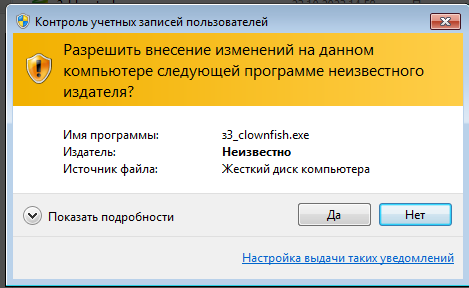 Контроль учетных записей пользователей
Разрешить внесение изменений на данном
компьютере следующей программе неизвестного
издателя?
Имя программы: з3_clownfish.exe
Издатель: Неизвестно
Источник файла: Жесткий диск компьютера
Показать подробности
Да
Нет
Настройка выдачи таких уведомлений